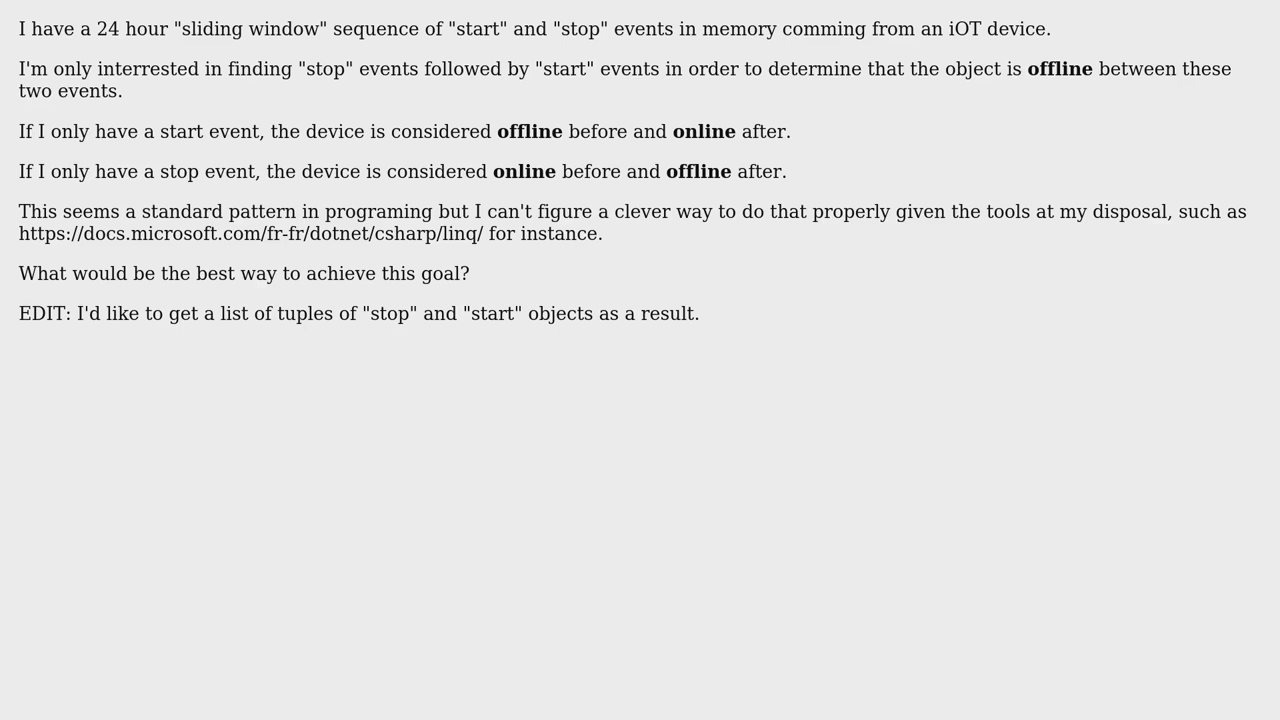 I have a 24 hour "sliding window" sequence of "start" and "stop" events in memory comming from an iOT device.
I'm only interrested in finding "stop" events followed by "start" events in order to determine that the object is offline between these
two events.
If I only have a start event, the device is considered offline before and online after.
If I only have a stop event, the device is considered online before and offline after.
This seems a standard pattern in programing but I can't figure a clever way to do that properly given the tools at my disposal, such as
https://docs.microsoft.com/fr-fr/dotnet/csharp/linq/ for instance.
What would be the best way to achieve this goal?
EDIT: I'd like to get a list of tuples of "stop" and "start" objects as a result.